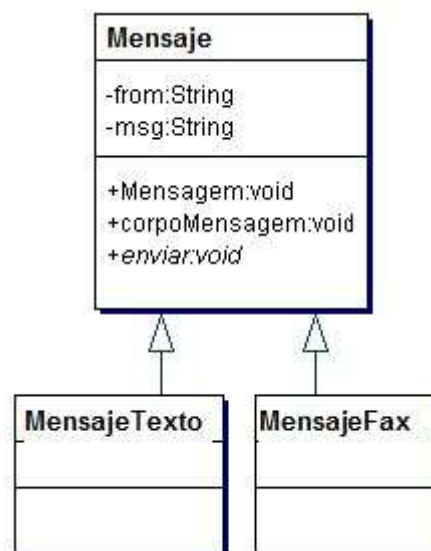 Mensaje
-from:String
-msg:String
+Mensagem:void
+corpoMensagem:void
+enviar:void
MensajeTexto
MensajeFax